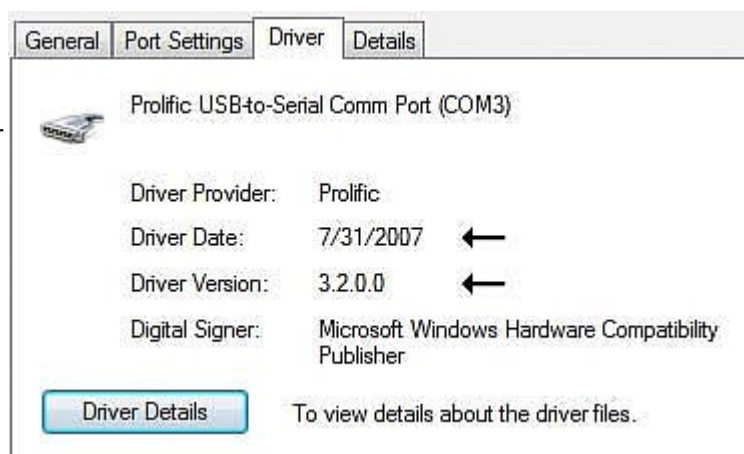 General Port Settings Driver Details
Prolific USB-to-Serial Comm Port (COM3)
Driver Provider: Prolific
Driver Date: 7/31/2007
Driver Version: 3.2.0.0
Digital Signer: Microsoft Windows Hardware Compatibility
Publisher
Driver Details To view details about the driver files.